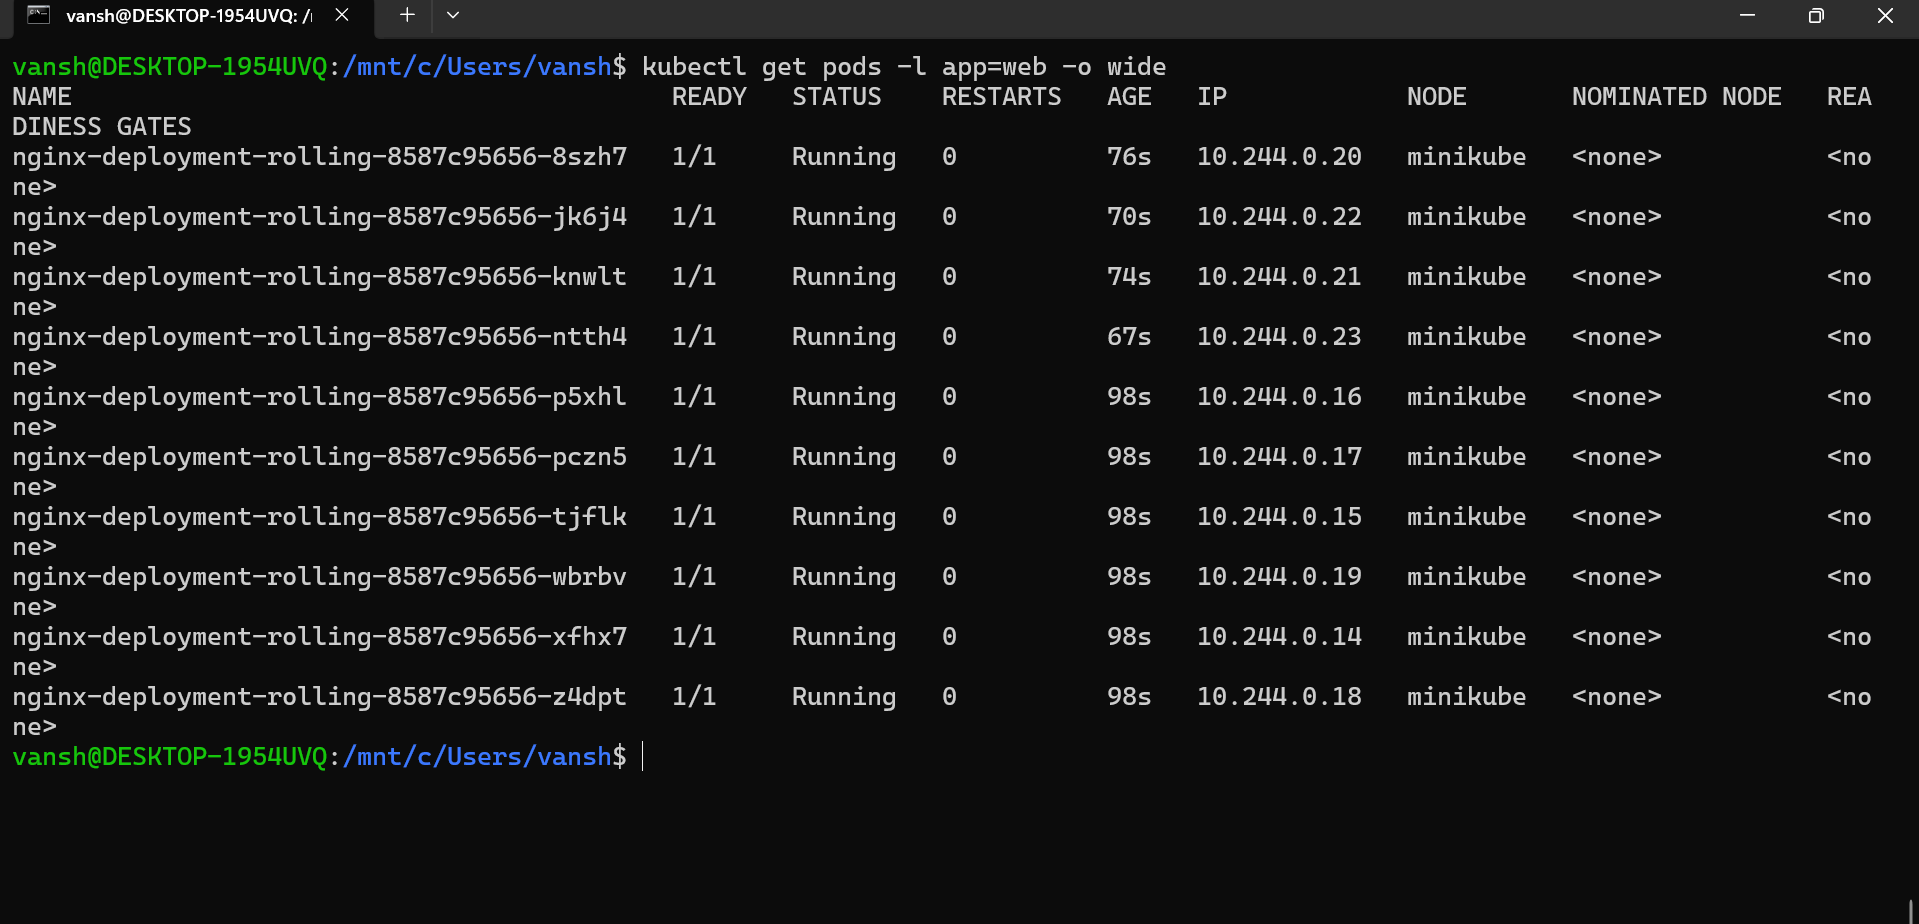 vansh@DESKTOP-1954UVQ: /r
vansh@DESKTOP-1954UVQ:/mnt/c/Users/vansh$ kubectl get pods -l app=web -o wide
NAME READY STATUS RESTARTS AGE IP NODE NOMINATED NODE REA
DINESS GATES
nginx-deployment-rolling-8587c95656-8szh7 1/1 Running 0 76s 10.244.0.20 minikube <none> <no
ne>
nginx-deployment-rolling-8587c95656-jk6j4 1/1 Running 0 70s 10.244.0.22 minikube <none> <no
ne>
nginx-deployment-rolling-8587c95656-knwlt 1/1 Running 0 74s 10.244.0.21 minikube <none> <no
ne>
nginx-deployment-rolling-8587c95656-ntth4 1/1 Running 0 67s 10.244.0.23 minikube <none> <no
ne>
nginx-deployment-rolling-8587c95656-p5xhl 1/1 Running 0 98s 10.244.0.16 minikube <none> <no
ne>
nginx-deployment-rolling-8587c95656-pczn5 1/1 Running 0 98s 10.244.0.17 minikube <none> <no
ne>
nginx-deployment-rolling-8587c95656-tjflk 1/1 Running 0 98s 10.244.0.15 minikube <none> <no
ne>
nginx-deployment-rolling-8587c95656-wbrbv 1/1 Running 0 98s 10.244.0.19 minikube <none> <no
ne>
nginx-deployment-rolling-8587c95656-xfhx7 1/1 Running 0 98s 10.244.0.14 minikube <none> <no
ne>
nginx-deployment-rolling-8587c95656-z4dpt 1/1 Running 0 98s 10.244.0.18 minikube <none> <no
ne>
vansh@DESKTOP-1954UVQ:/mnt/c/Users/vansh$